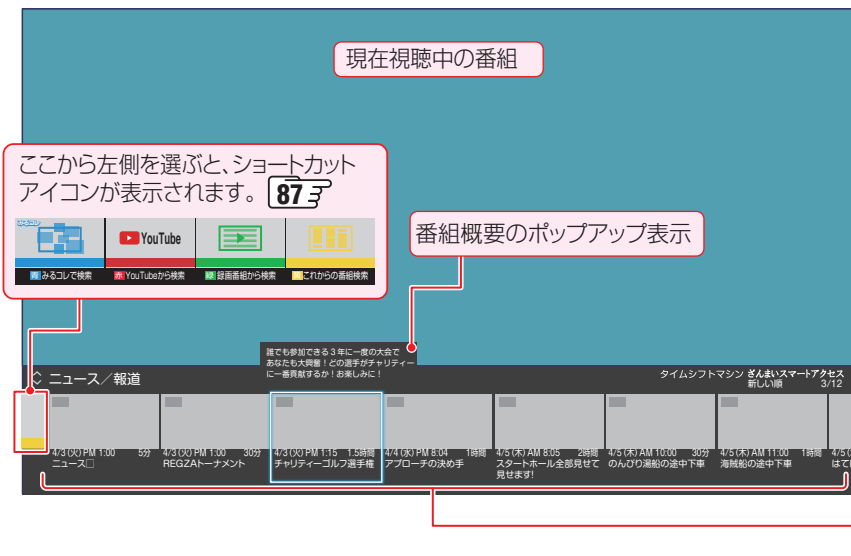 現在視聴中の番組
ここから左側を選ぶと、ショートカット
アイコンが表示されます。 87
みるコレ
YouTube
青 みるコレで検索
赤 YouTubeから検索
緑 録画番組から検索
黄 これからの番組検索
番組概要のポップアップ表示
誰でも参加できる3年に一度の大会で
あなたも大興奮!どの選手がチャリティー
に一番貢献するか!お楽しみに!
ニュース/報道
タイムシフトマシン ざんまいスマートアクセス
新しい順 3/12
4/3 (火) PM 1:00 5分
ニュース□
4/3 (火) PM 1:00 30分
REGZAトーナメント
4/3 (火) PM 1:15 1.5時間
チャリティーゴルフ選手権
4/4 (水) PM 8:04 1時間
アプローチの決め手
4/5 (木) AM 8:05 2時間
スタートホール全部見せて
見せます!
4/5 (木) AM 10:00 30分
のんびり湯船の途中下車
4/5 (木) AM 11:00 1時間
海賊船の途中下車
4/5 (
はて